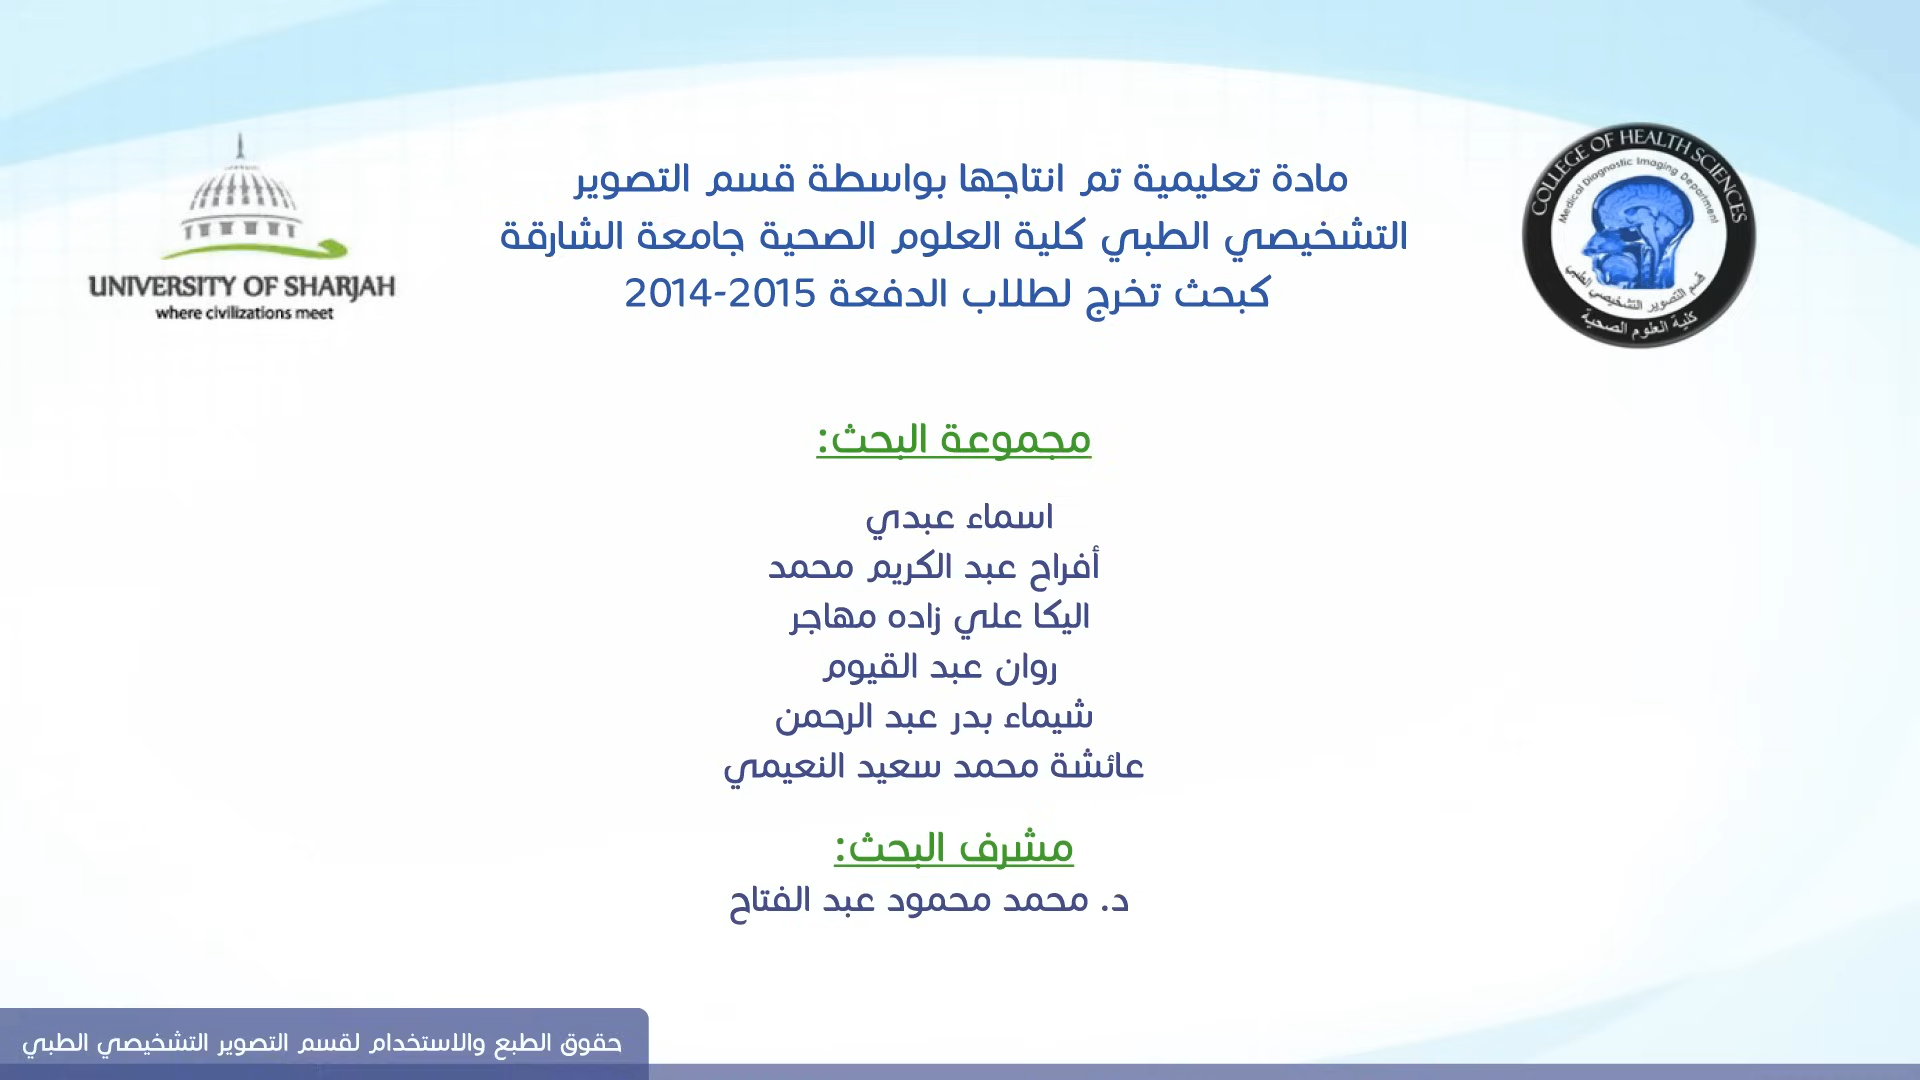 مادة تعليمية تم انتاجها بواسطة قسم التصوير
التشخيصي الطبي كلية العلوم الصحية جامعة الشارقة
كبحث تخرج لطلاب الدفعة 2015-2014
UNIVERSITY OF SHARJAH
where civilizations meet
COLLEGE OF HEALTH SCIENCES
Medical Diagnostic Imaging Department
قسم التصوير التشخيصي الطبي
كلية العلوم الصحية
مجموعة البحث:
اسماء عبدي
أفراح عبد الكريم محمد
اليكا علي زاده مهاجر
روان عبد القيوم
شيماء بدر عبد الرحمن
عائشة محمد سعيد النعيمي
مشرف البحث:
د. محمد محمود عبد الفتاح
حقوق الطبع والاستخدام لقسم التصوير التشخيصي الطبي